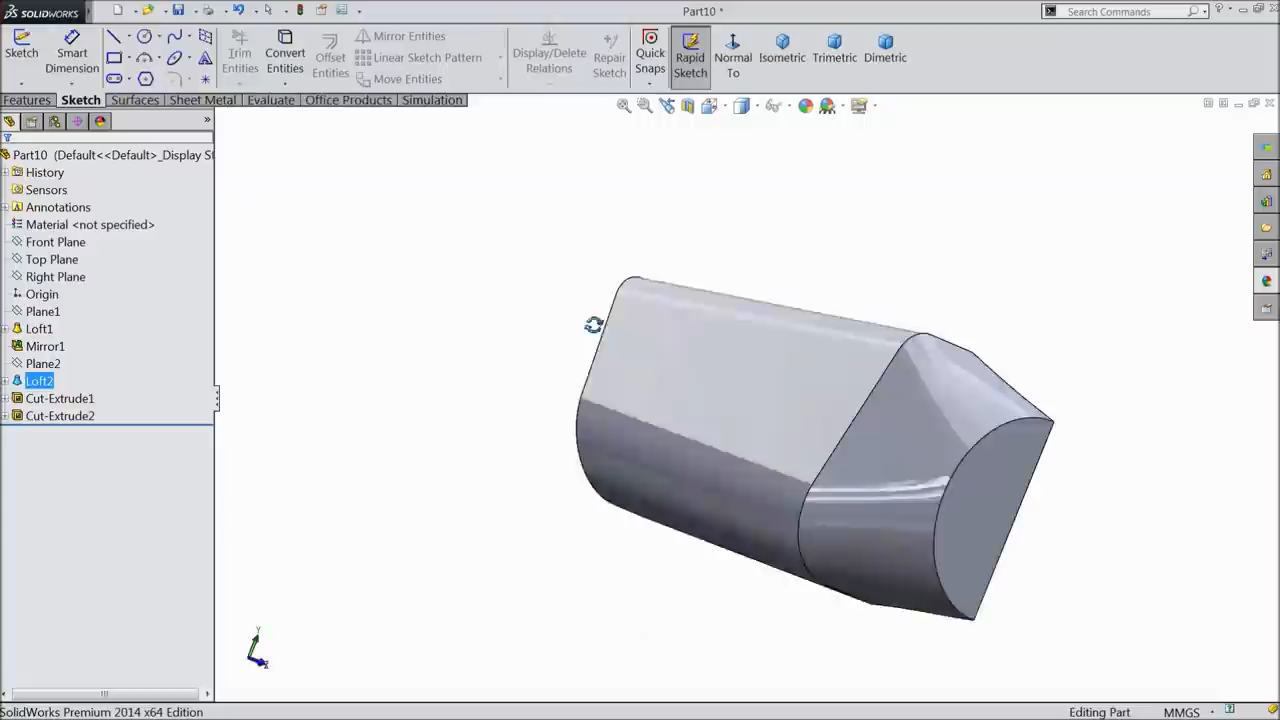 SOLIDWORKS
Part10 *
Search Commands
Sketch
Smart Dimension
Trim Entities
Convert Entities
Offset Entities
Mirror Entities
Linear Sketch Pattern
Move Entities
Display/Delete Relations
Repair Sketch
Quick Snaps
Rapid Sketch
Normal To
Isometric
Trimetric
Dimetric
Features Sketch Surfaces Sheet Metal Evaluate Office Products Simulation
Part10 (Default<<Default>_Display S
History
Sensors
Annotations
Material <not specified>
Front Plane
Top Plane
Right Plane
Origin
Plane1
Loft1
Mirror1
Plane2
Loft2
Cut-Extrude1
Cut-Extrude2
Y
Z
SolidWorks Premium 2014 x64 Edition
Editing Part
MMGS